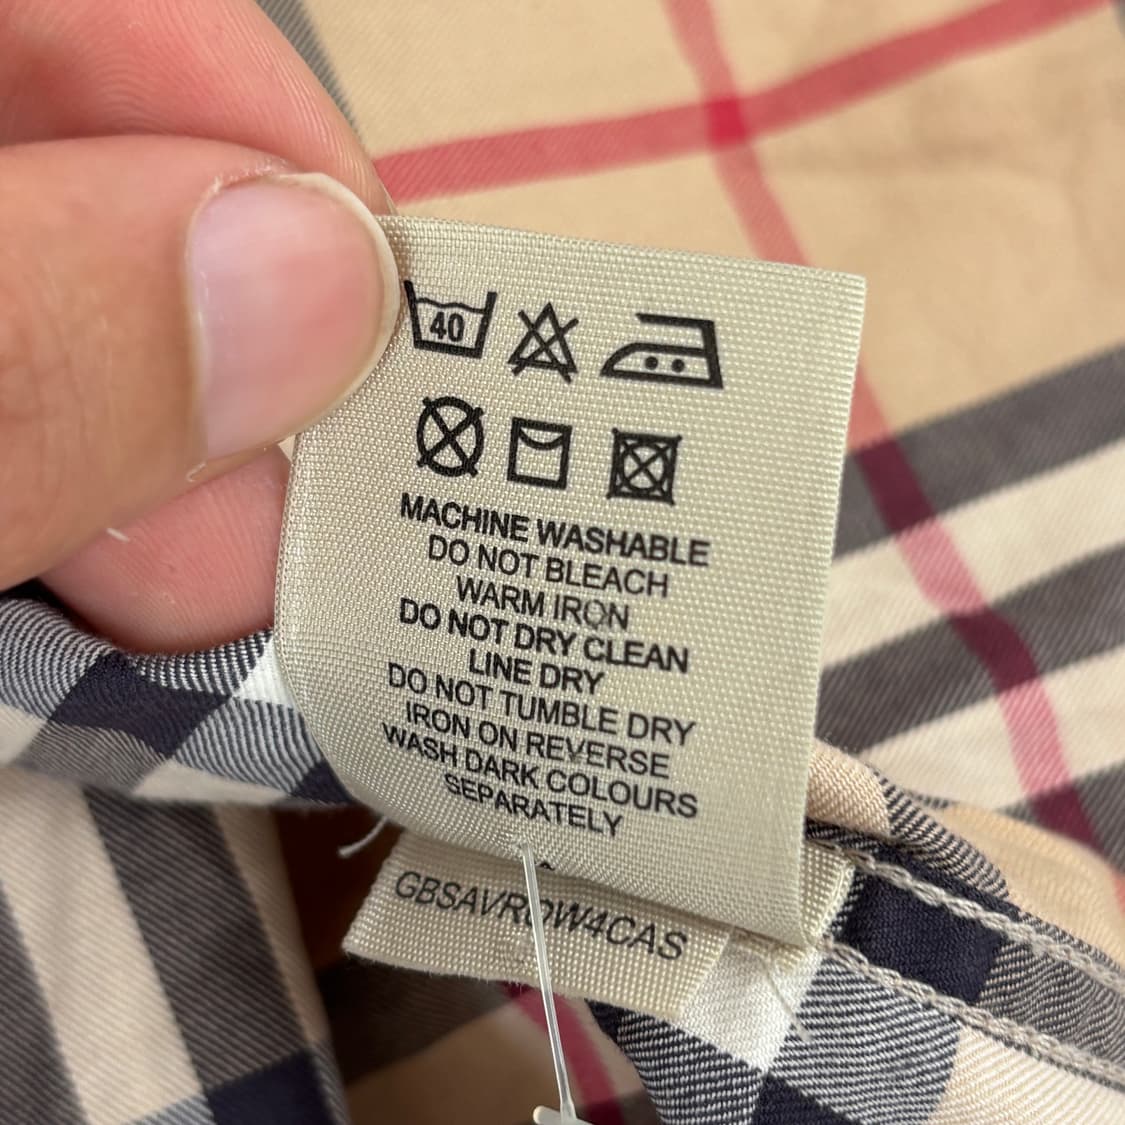 40
MACHINE WASHABLE
DO NOT BLEACH
WARM IRON
DO NOT DRY CLEAN
LINE DRY
DO NOT TUMBLE DRY
IRON ON REVERSE
WASH DARK COLOURS
SEPARATELY